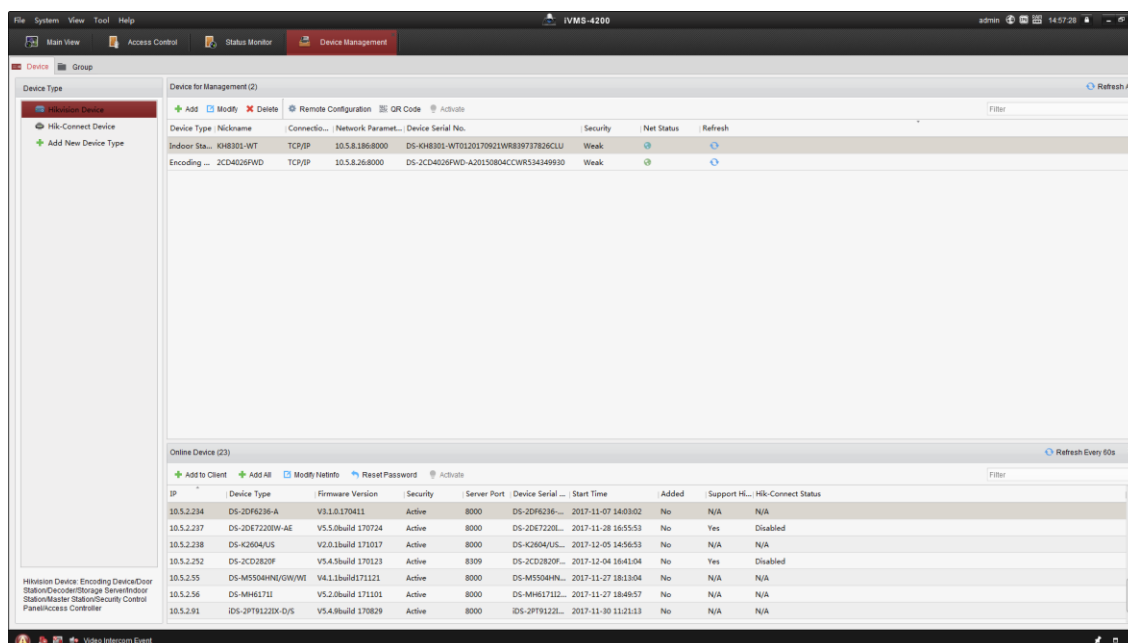 File System View Tool Help
iVMS-4200
admin 14:57:28
Main View
Access Control
Status Monitor
Device Management
Device
Group
Device Type
Hikvision Device
Hik-Connect Device
Add New Device Type
Hikvision Device: Encoding Device/Door
Station/Decoder/Storage Server/Indoor
Station/Master Station/Security Control
Panel/Access Controller
Device for Management (2)
Refresh A
Add Modify Delete Remote Configuration QR Code Activate
Filter
Device Type Nickname Connectio... Network Paramet... Device Serial No. Security Net Status Refresh
Indoor Sta... KH8301-WT TCP/IP 10.5.8.186:8000 DS-KH8301-WT0120170921WR839737826CLU Weak
Encoding ... 2CD4026FWD TCP/IP 10.5.8.26:8000 DS-2CD4026FWD-A20150804CCWR534349930 Weak
Online Device (23)
Refresh Every 60s
Add to Client Add All Modify Netinfo Reset Password Activate
Filter
IP Device Type Firmware Version Security Server Port Device Serial ... Start Time Added Support Hi... Hik-Connect Status
10.5.2.234 DS-2DF6236-A V3.1.0.170411 Active 8000 DS-2DF6236-... 2017-11-07 14:03:02 No N/A N/A
10.5.2.237 DS-2DE7220IW-AE V5.5.0build 170724 Active 8000 DS-2DE7220I... 2017-11-28 16:55:53 No Yes Disabled
10.5.2.238 DS-K2604/US V2.0.1build 171017 Active 8000 DS-K2604/US... 2017-12-05 14:56:53 No N/A N/A
10.5.2.252 DS-2CD2820F V5.4.5build 170123 Active 8309 DS-2CD2820F... 2017-12-04 16:41:04 No Yes Disabled
10.5.2.55 DS-M5504HNI/GW/WI V4.1.1build171121 Active 8000 DS-M5504HN... 2017-11-27 18:13:04 No N/A N/A
10.5.2.56 DS-MH6171I V5.2.0build 171101 Active 8000 DS-MH6171I2... 2017-11-27 18:49:57 No N/A N/A
10.5.2.91 iDS-2PT9122IX-D/S V5.4.9build 170829 Active 8000 iDS-2PT9122I... 2017-11-30 11:21:13 No N/A N/A
Video Intercom Event